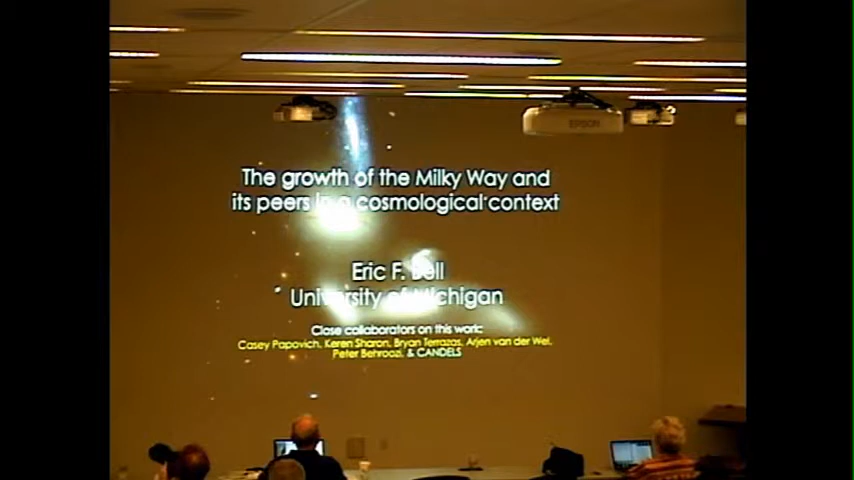 EPSON
The growth of the Milky Way and
its peers in a cosmological context
Eric F. Bell
University of Michigan
Close collaborators on this work:
Casey Papovich, Keren Sharon, Bryan Terrazas, Arjen van der Wel,
Peter Behroozi, & CANDELS